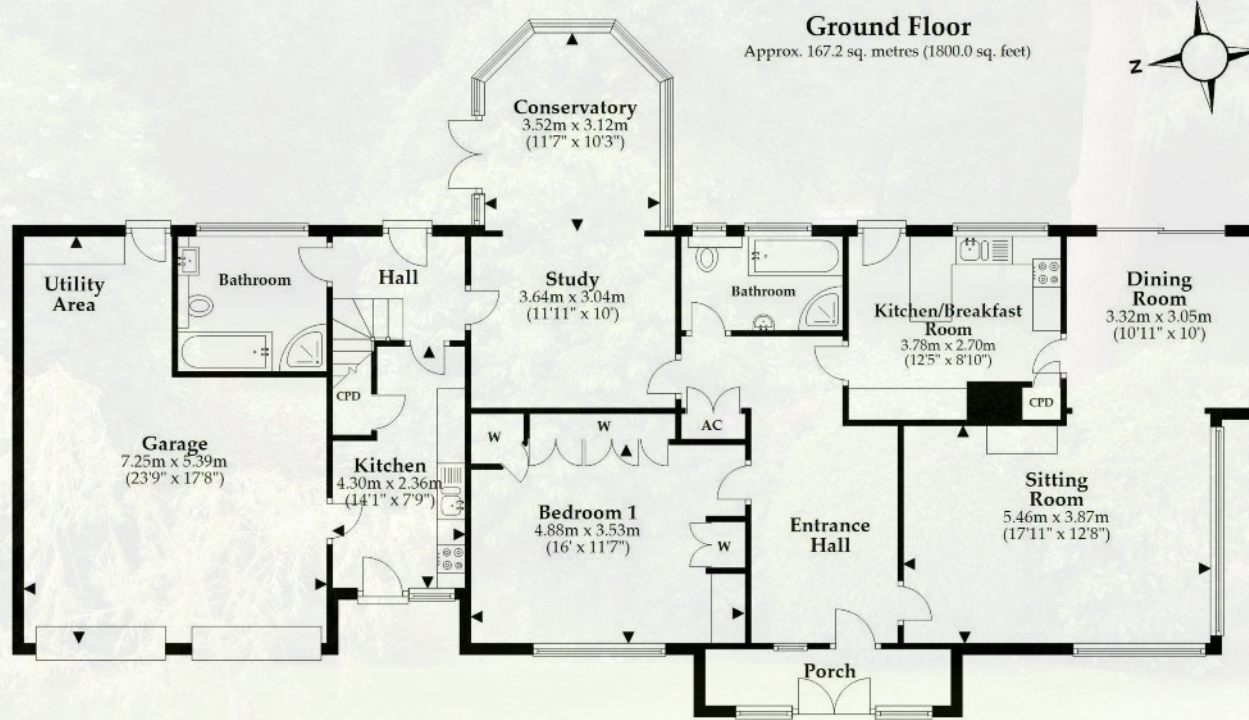 Ground Floor
Approx. 167.2 sq. metres (1800.0 sq. feet)
N
Conservatory
3.52m x 3.12m
(11'7" x 10'3")
Utility
Area
Bathroom
Hall
Study
3.64m x 3.04m
(11'11" x 10')
Bathroom
Kitchen/Breakfast
Room
3.78m x 2.70m
(12'5" x 8'10")
Dining
Room
3.32m x 3.05m
(10'11" x 10')
CPD
CPD
AC
W
W
Garage
7.25m x 5.39m
(23'9" x 17'8")
Kitchen
4.30m x 2.36m
(14'1" x 7'9")
Bedroom 1
4.88m x 3.53m
(16' x 11'7")
W
Entrance
Hall
Sitting
Room
5.46m x 3.87m
(17'11" x 12'8")
Porch